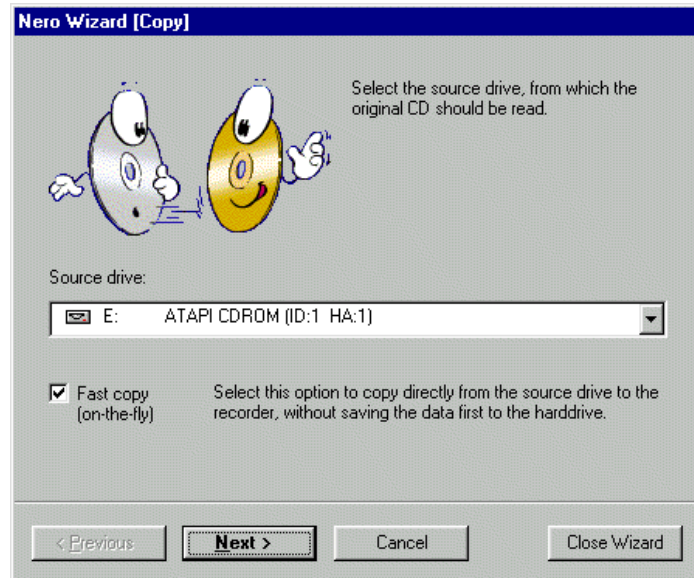 Nero Wizard [Copy]
Select the source drive, from which the
original CD should be read.
Source drive:
E: ATAPI CDROM (ID:1 HA:1)
Fast copy
(on-the-fly)
Select this option to copy directly from the source drive to the
recorder, without saving the data first to the harddrive.
< Previous
Next >
Cancel
Close Wizard